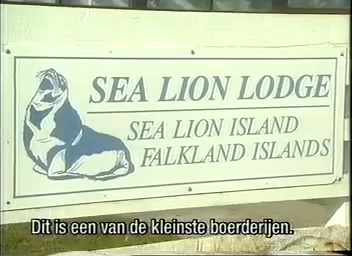 SEA LION LODGE
SEA LION ISLAND
FALKLAND ISLANDS
Dit is een van de kleinste boerderijen.